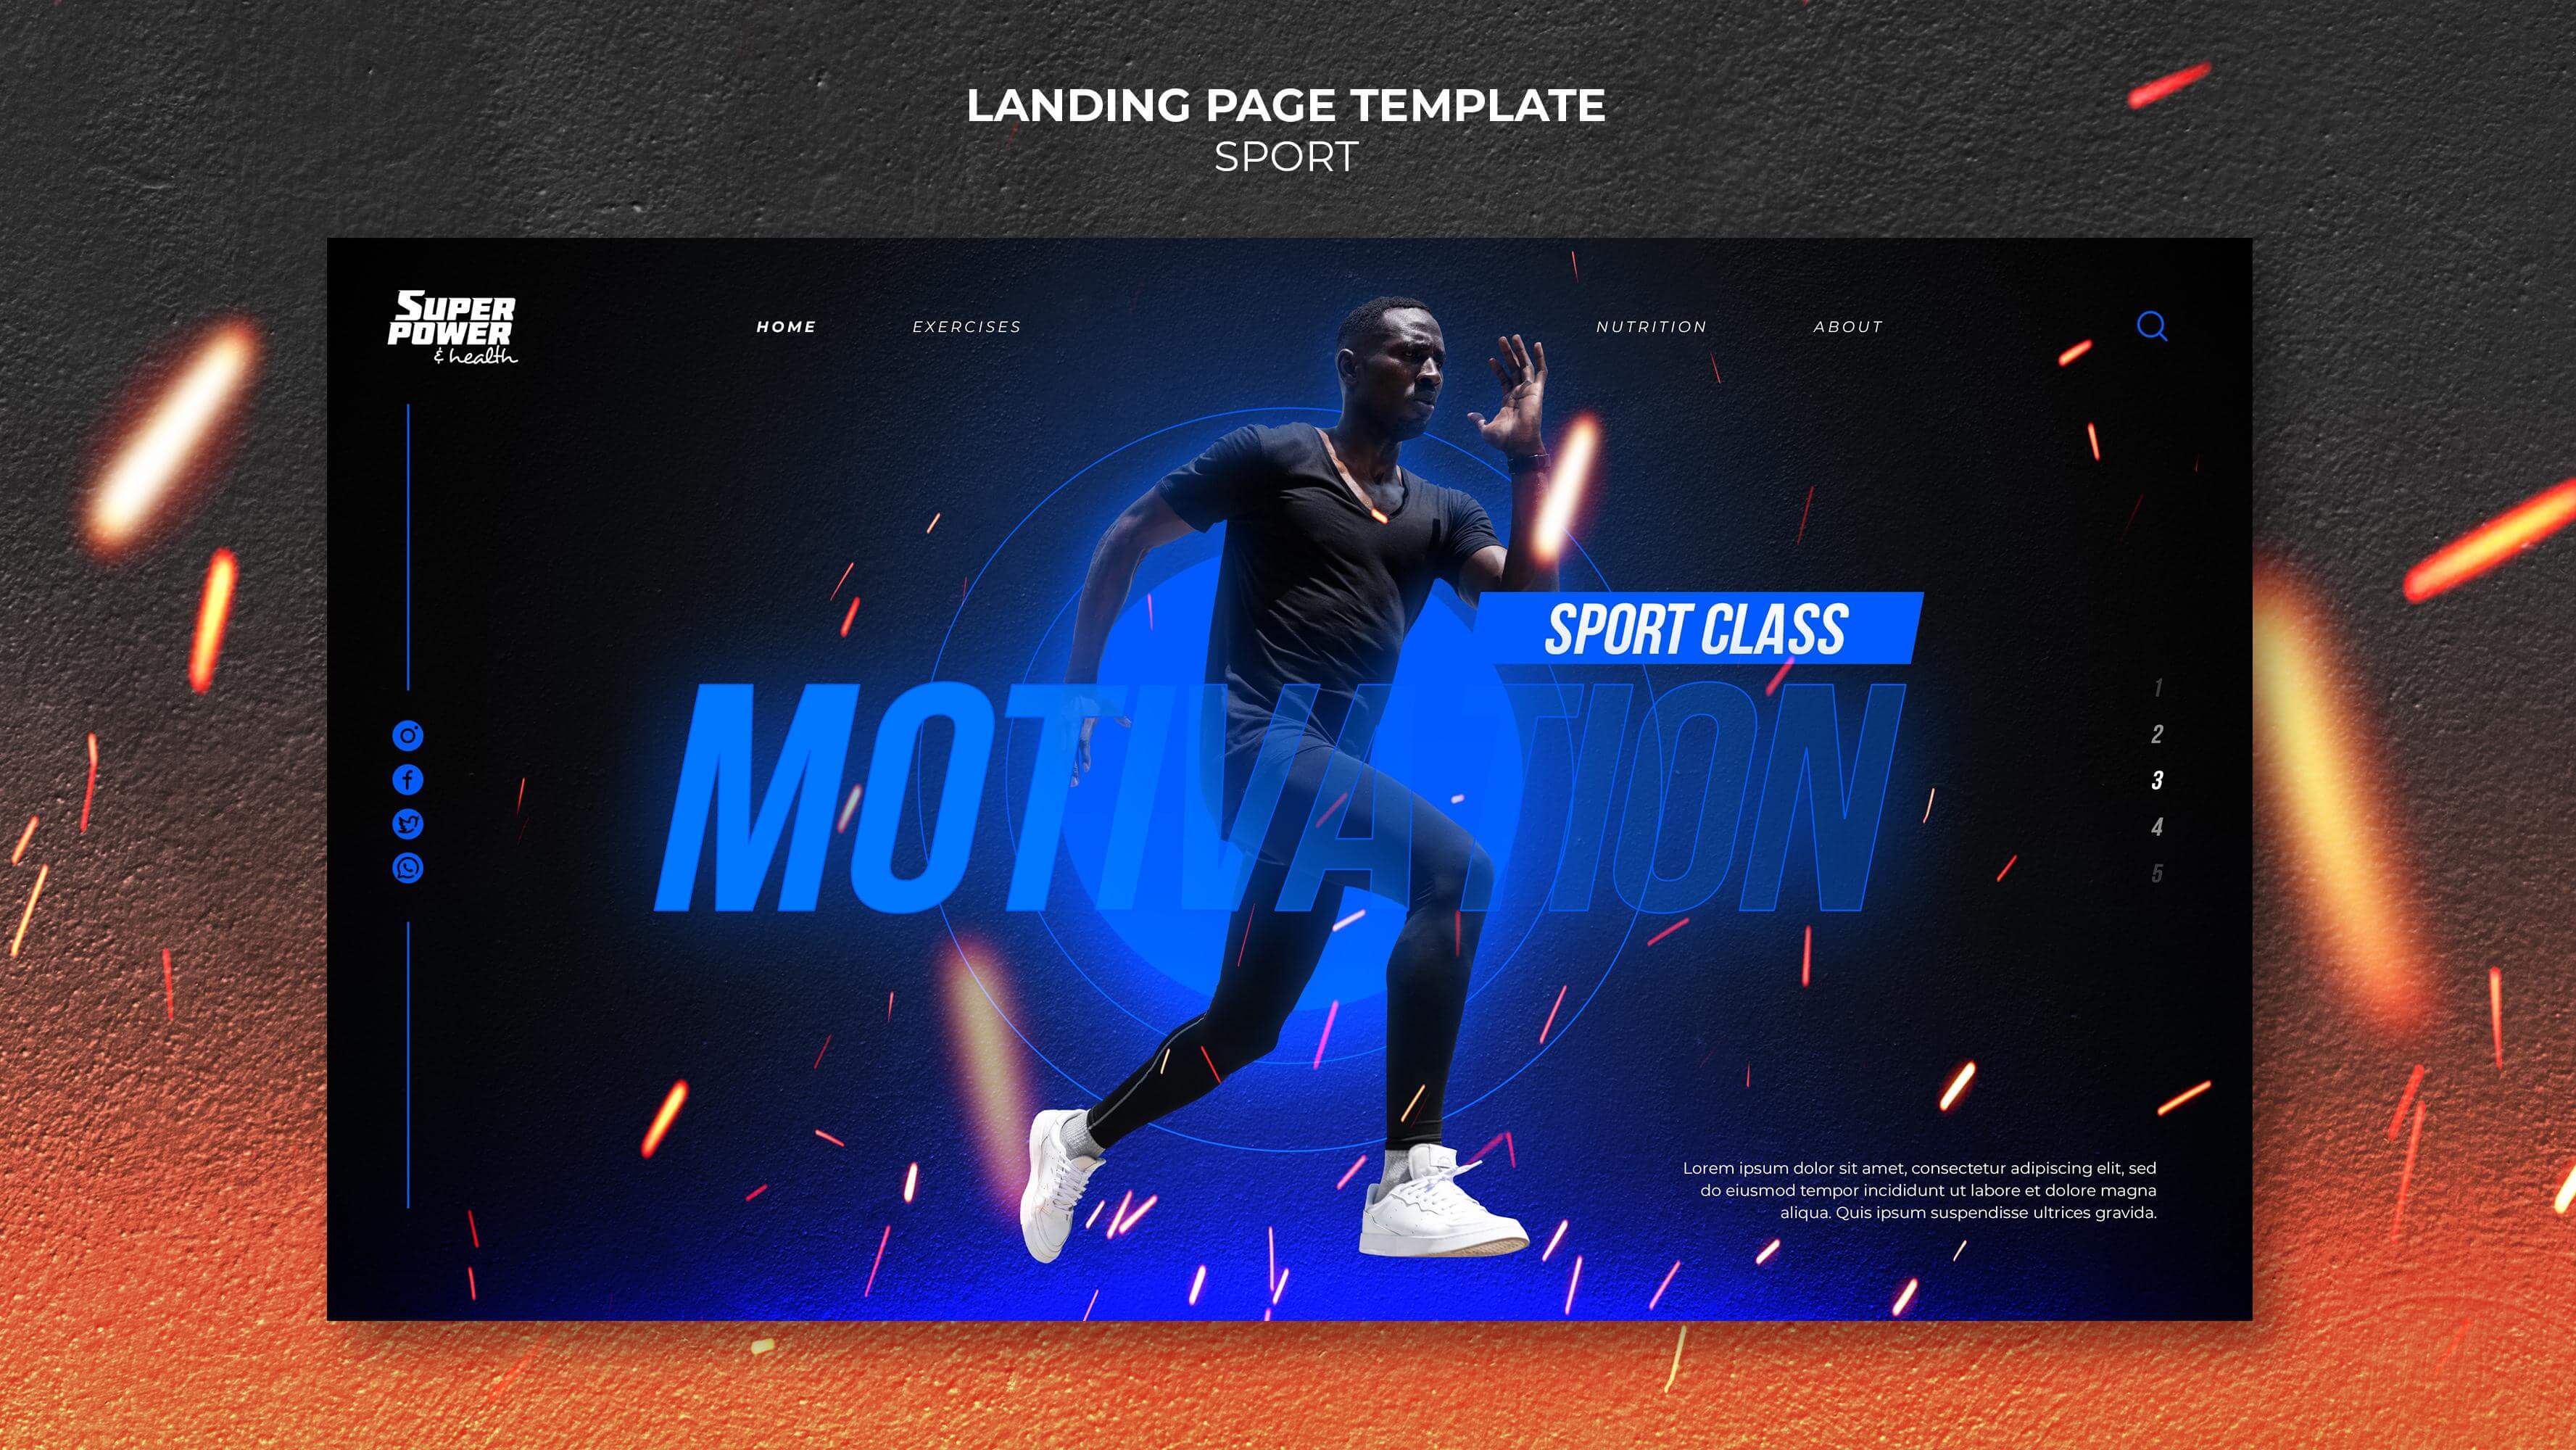 LANDING PAGE TEMPLATE
SPORT
SUPER
POWER
& health
HOME
EXERCISES
NUTRITION
ABOUT
SPORT CLASS
MOTIVATION
1
2
3
4
5
Lorem ipsum dolor sit amet, consectetur adipiscing elit, sed
do eiusmod tempor incididunt ut labore et dolore magna
aliqua. Quis ipsum suspendisse ultrices gravida.